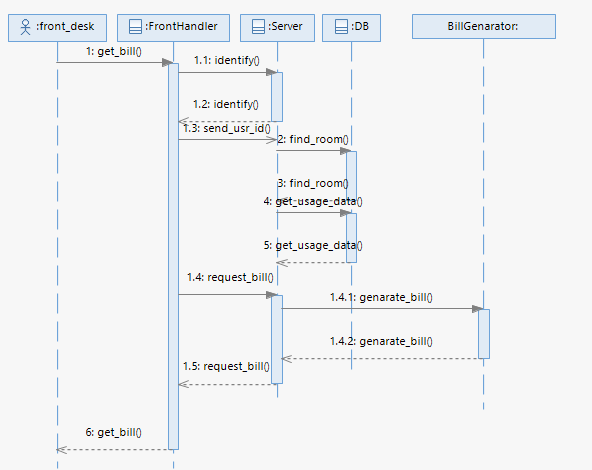 :front_desk
:FrontHandler
:Server
:DB
BillGenarator:
1: get_bill()
1.1: identify()
1.2: identify()
1.3: send_usr_id()
2: find_room()
3: find_room()
4: get_usage_data()
5: get_usage_data()
1.4: request_bill()
1.4.1: genarate_bill()
1.4.2: genarate_bill()
1.5: request_bill()
6: get_bill()